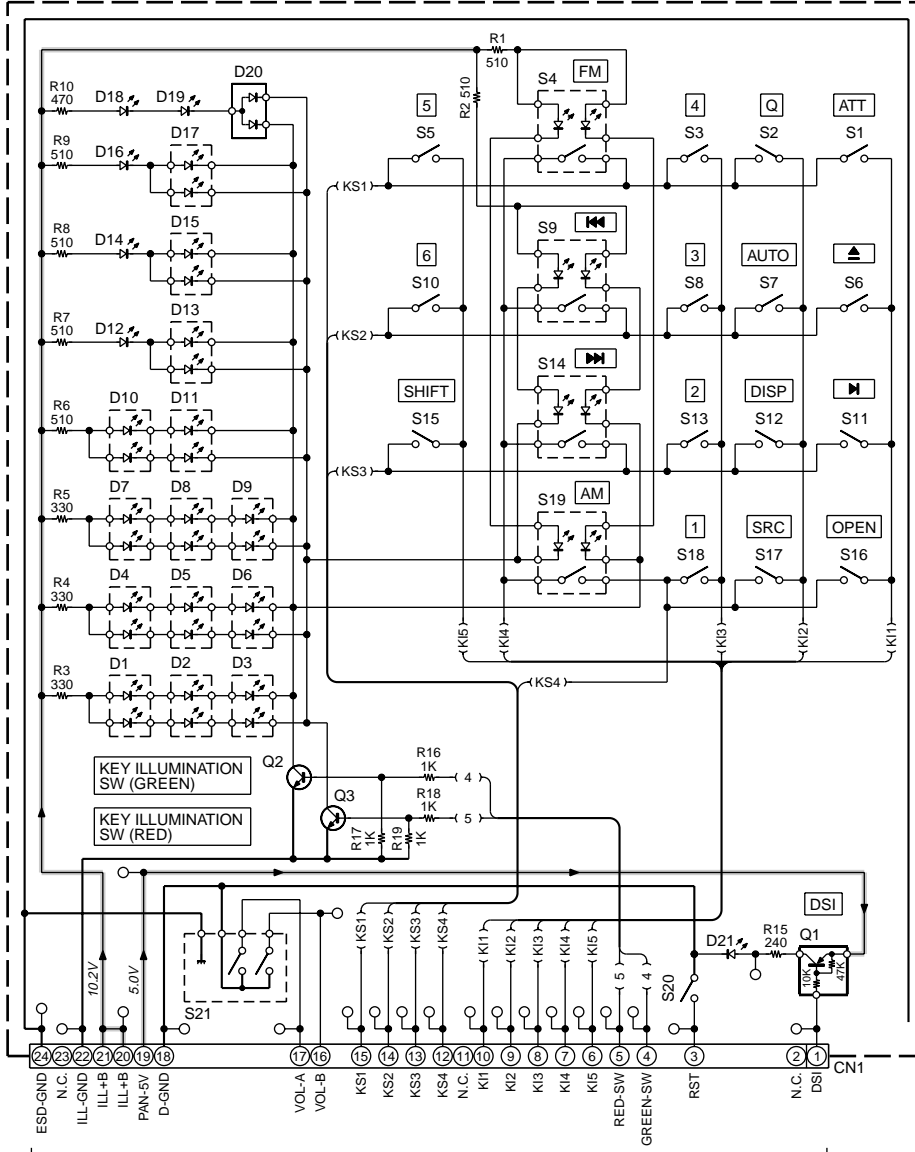 R1
510
D20
S4
FM
R10
470
D18
D19
R2 510
5
4
Q
ATT
S5
S3
S2
S1
R9
510
D17
D16
KS1
R8
510
D15
D14
S9
6
3
AUTO
S10
S8
S7
S6
R7
510
D13
D12
KS2
S14
R6
510
D10
D11
SHIFT
2
DISP
S15
S13
S12
S11
KS3
R5
330
D7
D8
D9
S19
AM
1
SRC
OPEN
S18
S17
S16
R4
330
D4
D5
D6
KI5
KI4
KI3
KI2
KI1
R3
330
D1
D2
D3
KS4
KEY ILLUMINATION
SW (GREEN)
Q2
R16
1K
4
KEY ILLUMINATION
SW (RED)
Q3
R18
1K
5
R17
1K
R19
1K
DSI
10.2V
5.0V
S21
KS1
KS2
KS3
KS4
KI1
KI2
KI3
KI4
KI5
5
4
S20
D21
R15
240
Q1
10K
47K
24
23
22
21
20
19
18
17
16
15
14
13
12
11
10
9
8
7
6
5
4
3
2
1
CN1
ESD-GND
N.C.
ILL-GND
ILL+B
ILL+B
PAN-5V
D-GND
VOL-A
VOL-B
KS1
KS2
KS3
KS4
N.C.
KI1
KI2
KI3
KI4
KI5
RED-SW
GREEN-SW
RST
N.C.
DSI